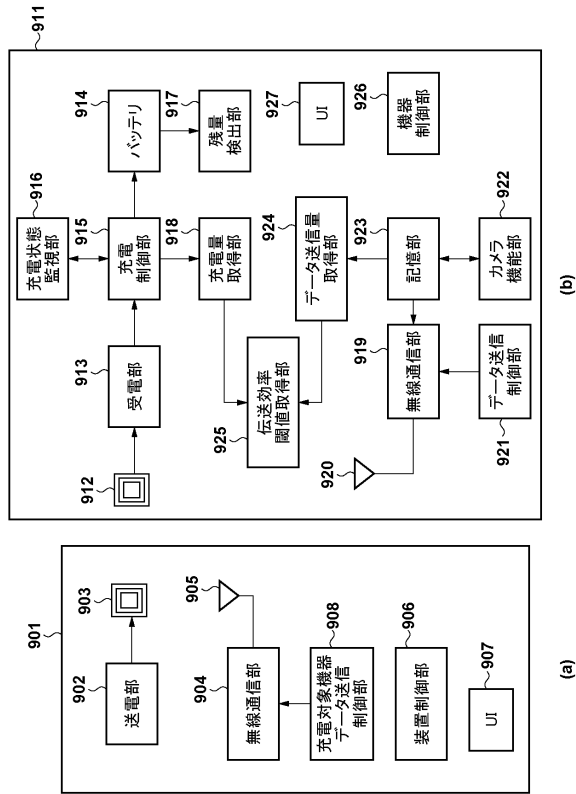 901
902
送電部
903
904
無線通信部
905
908
充電対象機器
データ送信
制御部
906
装置制御部
907
UI
(a)
911
912
913
受電部
916
充電状態
監視部
915
充電
制御部
914
バッテリ
918
充電量
取得部
917
残量
検出部
925
伝送効率
閾値取得部
924
データ送信量
取得部
927
UI
920
919
無線通信部
923
記憶部
926
機器
制御部
921
データ送信
制御部
922
カメラ
機能部
(b)